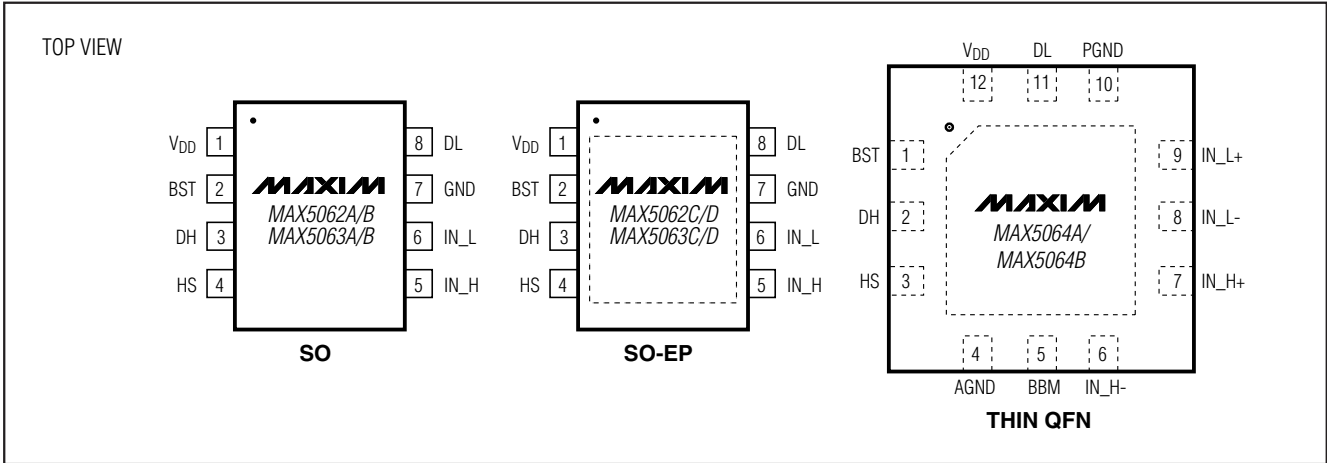 TOP VIEW
VDD 1
BST 2
DH 3
HS 4
8 DL
7 GND
6 IN_L
5 IN_H
MAXIM
MAX5062A/B
MAX5063A/B
SO
VDD 1
BST 2
DH 3
HS 4
8 DL
7 GND
6 IN_L
5 IN_H
MAXIM
MAX5062C/D
MAX5063C/D
SO-EP
VDD DL PGND
12 11 10
BST 1
DH 2
HS 3
9 IN_L+
8 IN_L-
7 IN_H+
MAXIM
MAX5064A/
MAX5064B
4 5 6
AGND BBM IN_H-
THIN QFN